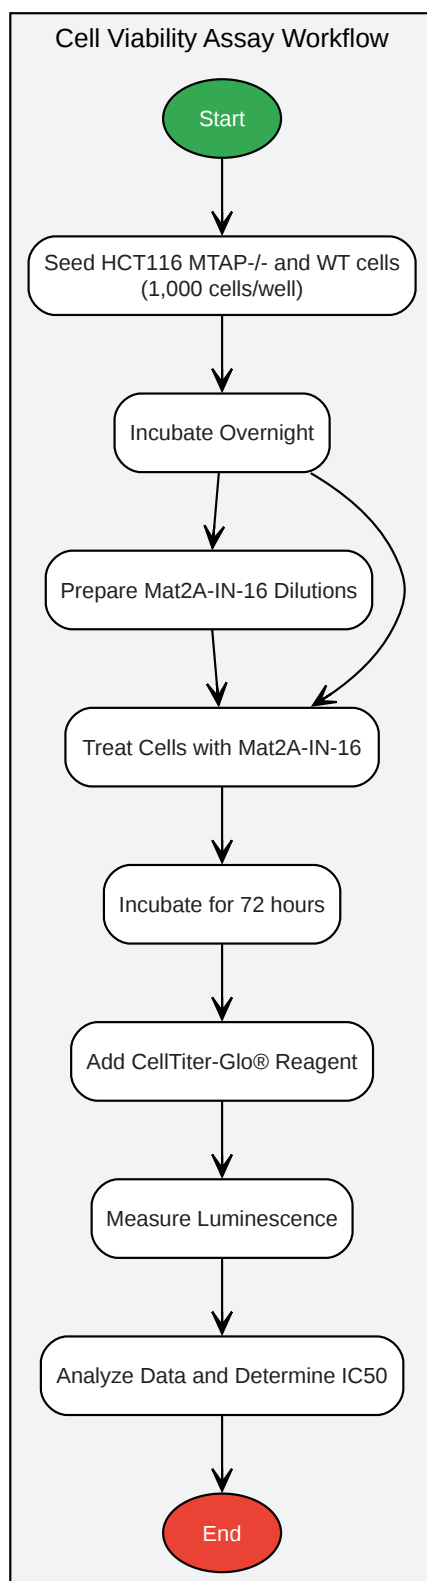 Cell Viability Assay Workflow
Start
Seed HCT116 MTAP-/- and WT cells
(1,000 cells/well)
Incubate Overnight
Prepare Mat2A-IN-16 Dilutions
Treat Cells with Mat2A-IN-16
Incubate for 72 hours
Add CellTiter-Glo® Reagent
Measure Luminescence
Analyze Data and Determine IC50
End